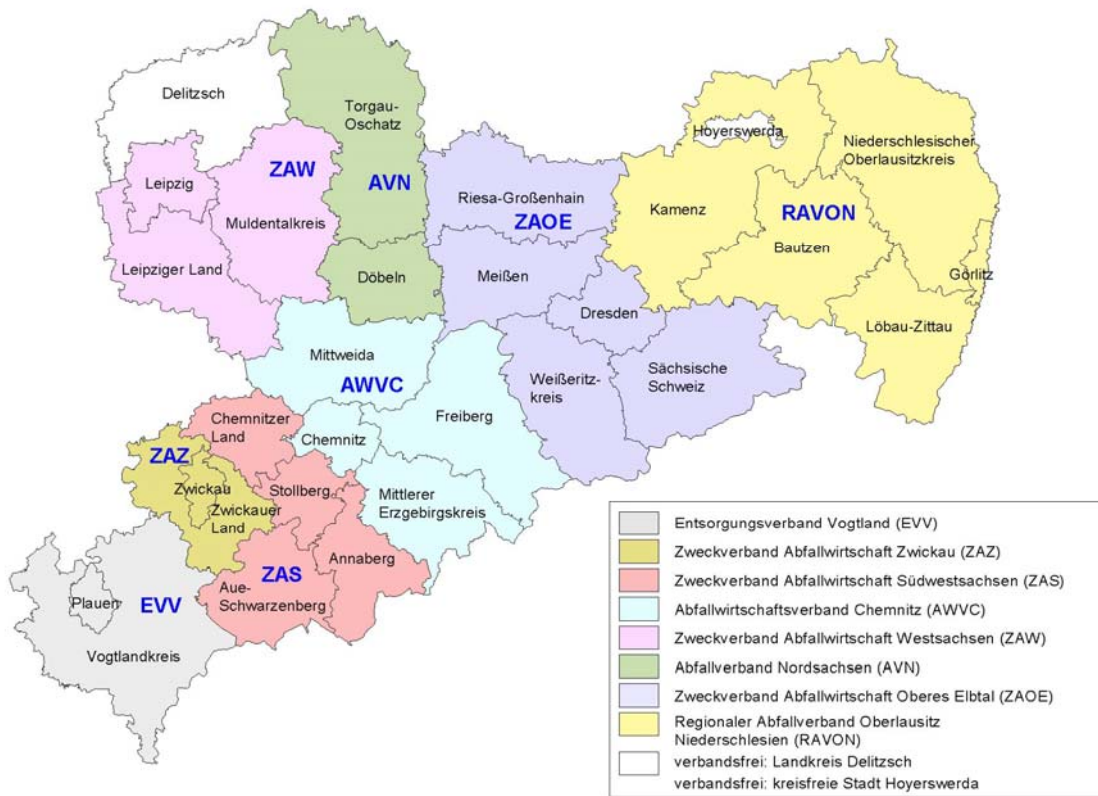 Delitzsch
Torgau-
Oschatz
Hoyerswerda
Niederschlesischer
Oberlausitzkreis
ZAW
Leipzig
AVN
Riesa-Großenhain
ZAOE
Kamenz
RAVON
Muldentalkreis
Bautzen
Leipziger Land
Döbeln
Meißen
Görlitz
Dresden
Löbau-Zittau
Mittweida
AWVC
Weißeritz-
kreis
Sächsische
Schweiz
Freiberg
Chemnitzer
Land
Chemnitz
ZAZ
Zwickau
Stollberg
Zwickauer
Land
Mittlerer
Erzgebirgskreis
Annaberg
ZAS
Aue-
Schwarzenberg
Plauen
EVV
Vogtlandkreis
Entsorgungsverband Vogtland (EVV)
Zweckverband Abfallwirtschaft Zwickau (ZAZ)
Zweckverband Abfallwirtschaft Südwestsachsen (ZAS)
Abfallwirtschaftsverband Chemnitz (AWVC)
Zweckverband Abfallwirtschaft Westsachsen (ZAW)
Abfallverband Nordsachsen (AVN)
Zweckverband Abfallwirtschaft Oberes Elbtal (ZAOE)
Regionaler Abfallverband Oberlausitz
Niederschlesien (RAVON)
verbandsfrei: Landkreis Delitzsch
verbandsfrei: kreisfreie Stadt Hoyerswerda